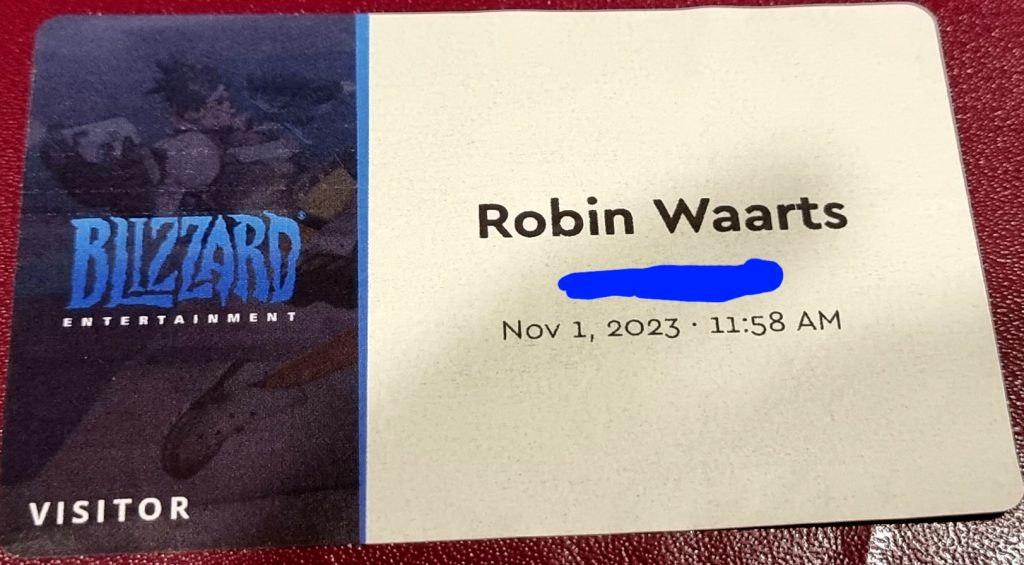 BLIZZARD
ENTERTAINMENT
VISITOR
Robin Waarts
Nov 1, 2023 · 11:58 AM